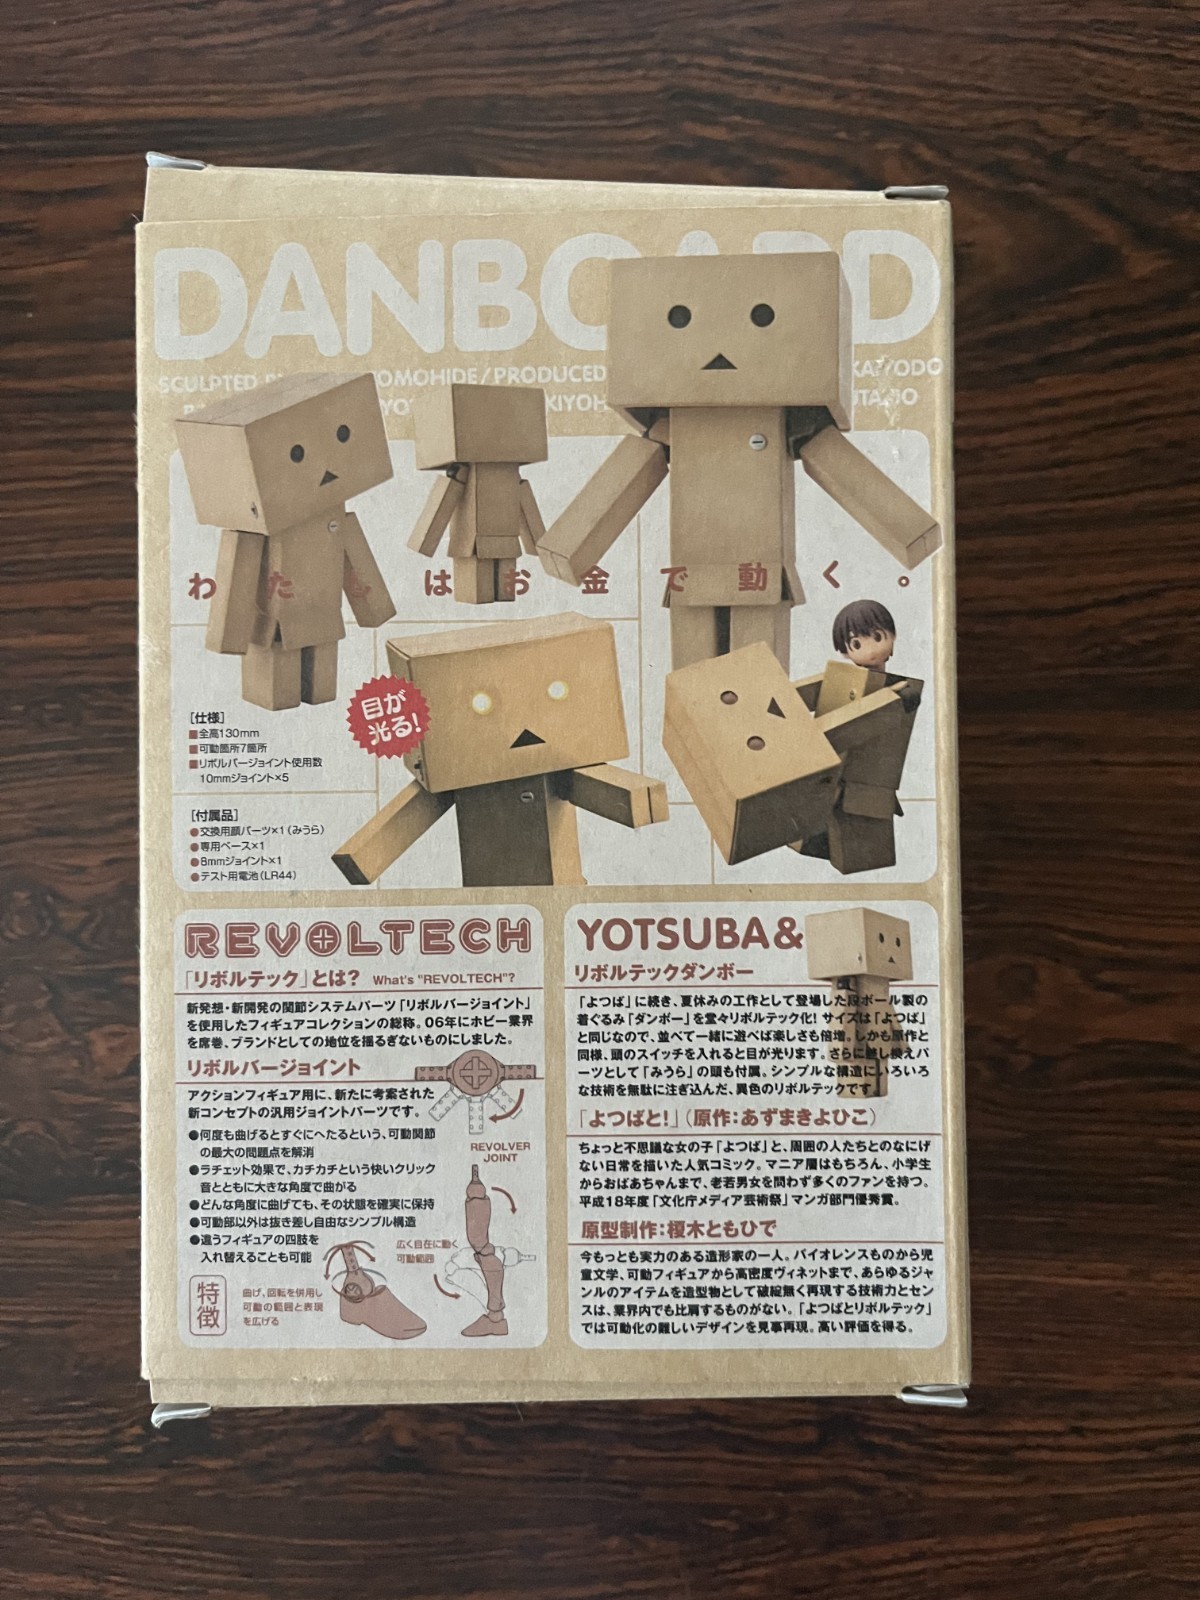 DANBOARD
SCULPTED OMOHIDE/PRODUCED KAIYODO
わたしはお金で動く。
目が
光る!
[仕様]
■全高130mm
■可動箇所7箇所
■リボルバージョイント使用数
10mmジョイント×5
[付属品]
●交換用顔パーツ×1(みうら)
●専用ベース×1
●8mmジョイント×1
●テスト用電池(LR44)
REVOLTECH
「リボルテック」とは? What's "REVOLTECH"?
新発想・新開発の関節システムパーツ「リボルバージョイント」
を使用したフィギュアコレクションの総称。06年にホビー業界
を席巻、ブランドとしての地位を揺るぎないものにしました。
リボルバージョイント
アクションフィギュア用に、新たに考案された
新コンセプトの汎用ジョイントパーツです。
●何度も曲げるとすぐにへたるという、可動関節
の最大の問題点を解消
●ラチェット効果で、カチカチという快いクリック
音とともに大きな角度で曲がる
●どんな角度に曲げても、その状態を確実に保持
●可動部以外は抜き差し自由なシンプル構造
●違うフィギュアの四肢を
入れ替えることも可能
REVOLVER
JOINT
広く自在に動く
可動範囲
特徴
曲げ、回転を併用し
可動の範囲と表現
を広げる
YOTSUBA&
リボルテックダンボー
「よつば」に続き、夏休みの工作として登場した段ボール製の
着ぐるみ「ダンボー」を堂々リボルテック化!サイズは「よつば」
と同じなので、並べて一緒に遊べば楽しさも倍増。しかも原作と
同様、頭のスイッチを入れると目が光ります。さらに差し換えパ
ーツとして「みうら」の頭も付属。シンプルな構造にいろいろ
な技術を無駄に注ぎ込んだ、異色のリボルテックです。
「よつばと!」(原作:あずまきよひこ)
ちょっと不思議な女の子「よつば」と、周囲の人たちとのなにげ
ない日常を描いた人気コミック。マニア層はもちろん、小学生
からおばあちゃんまで、老若男女を問わず多くのファンを持つ。
平成18年度「文化庁メディア芸術祭」マンガ部門優秀賞。
原型制作:榎木ともひで
今もっとも実力のある造形家の一人。バイオレンスものから児
童文学、可動フィギュアから高密度ヴィネットまで、あらゆるジャ
ンルのアイテムを造型物として破綻無く再現する技術力とセン
スは、業界内でも比肩するものがない。「よつばとリボルテック」
では可動化の難しいデザインを見事再現。高い評価を得る。